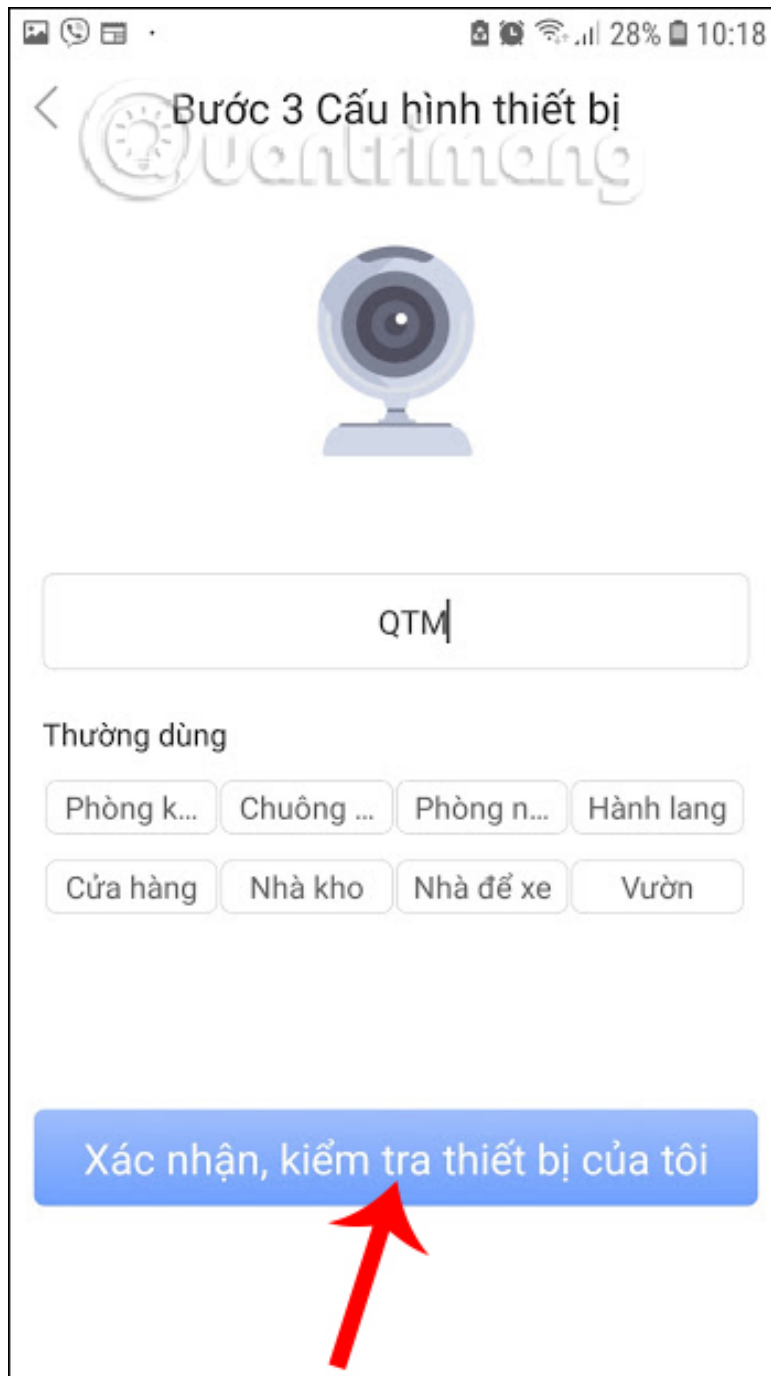 28% 10:18
Bước 3 Cấu hình thiết bị
Quantrimang
QTM
Thường dùng
Phòng k... Chuông ... Phòng n... Hành lang
Cửa hàng Nhà kho Nhà để xe Vườn
Xác nhận, kiểm tra thiết bị của tôi